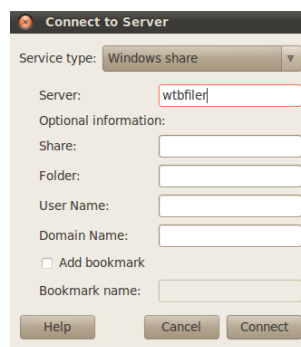 Connect to Server
Service type: Windows share
Server: wtbfiler
Optional information:
Share:
Folder:
User Name:
Domain Name:
Add bookmark
Bookmark name:
Help Cancel Connect